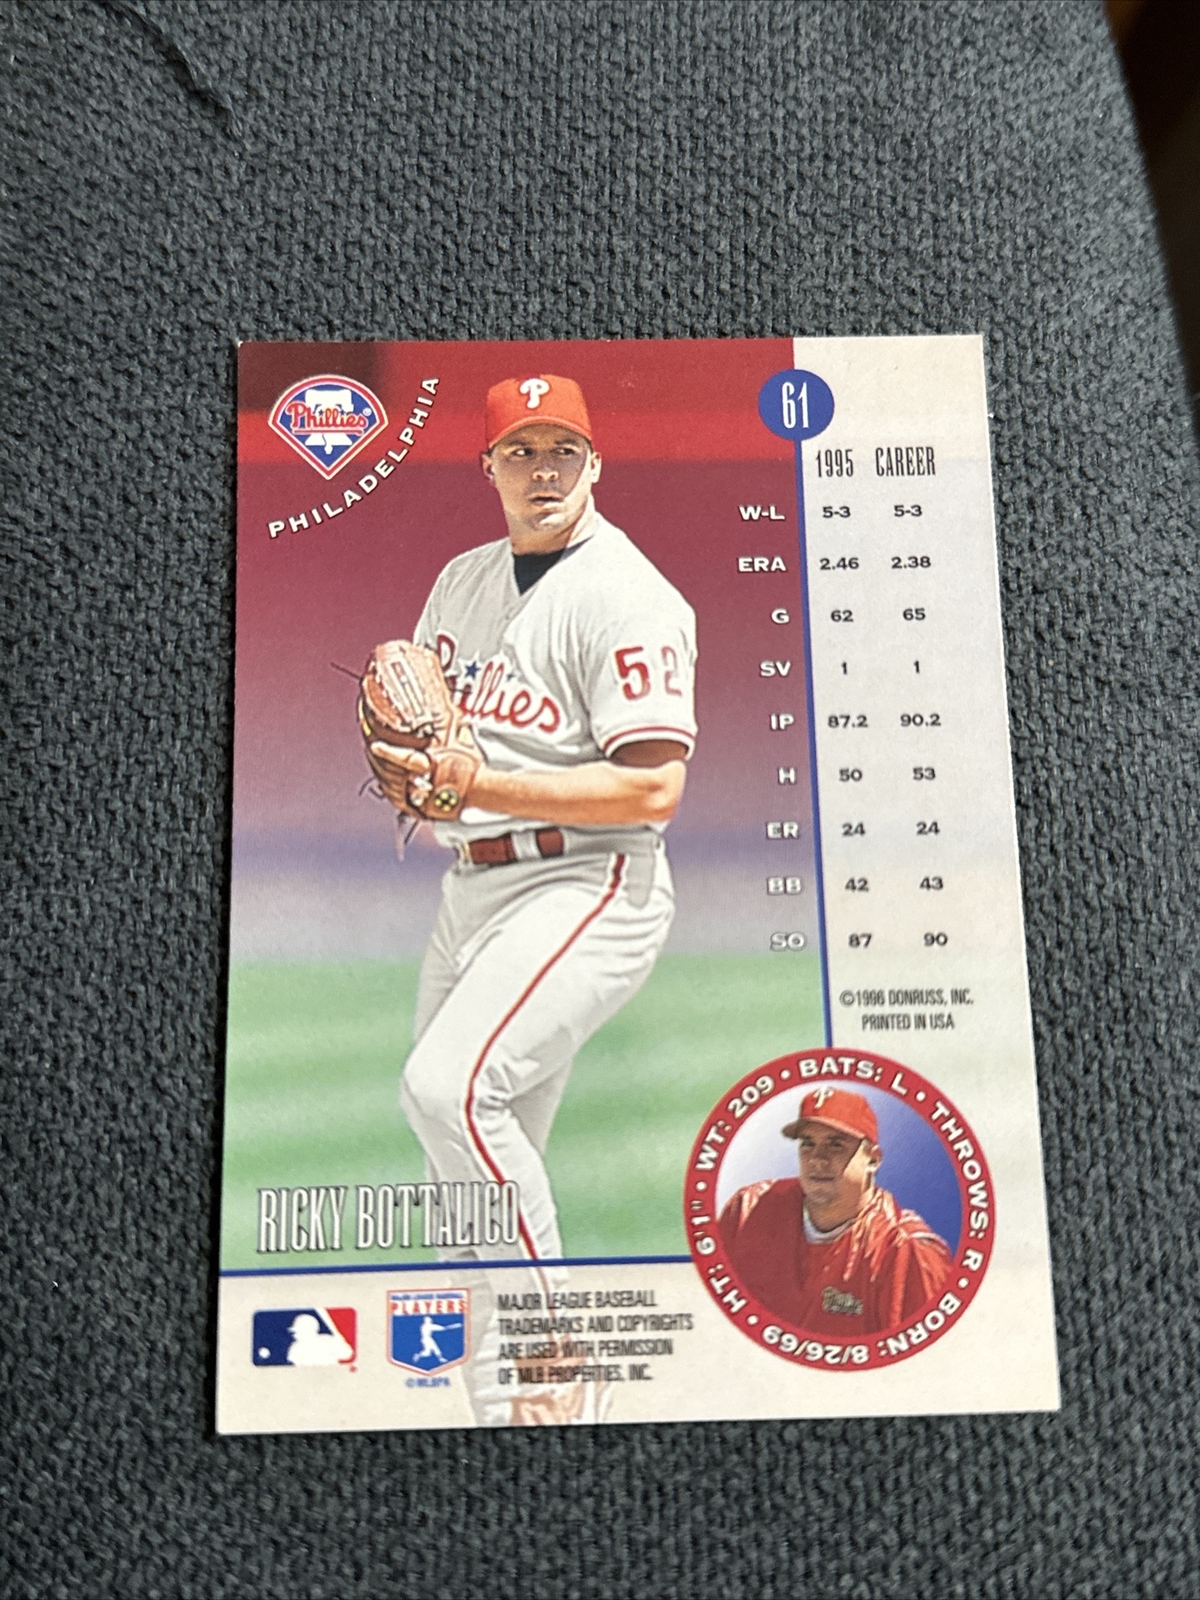 Phillies®
PHILADELPHIA
P
61
1995 CAREER
W-L 5-3 5-3
ERA 2.46 2.38
G 62 65
SV 1 1
IP 87.2 90.2
H 50 53
ER 24 24
BB 42 43
SO 87 90
Phillies
52
©1996 DONRUSS, INC.
PRINTED IN USA
HT: 6'1" • WT: 209 • BATS: L • THROWS: R • BORN: 8/26/69 •
P
RICKY BOTTALICO
MAJOR LEAGUE BASEBALL
PLAYERS
©MLBPA
MAJOR LEAGUE BASEBALL
TRADEMARKS AND COPYRIGHTS
ARE USED WITH PERMISSION
OF MLB PROPERTIES, INC.